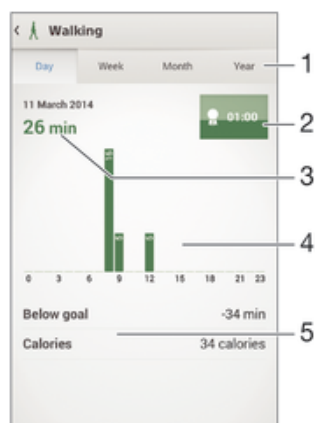 Walking
Day Week Month Year 1
11 March 2014
26 min 01:00 2
3
4
0 3 6 9 12 15 18 21 23
Below goal -34 min
5
Calories 34 calories